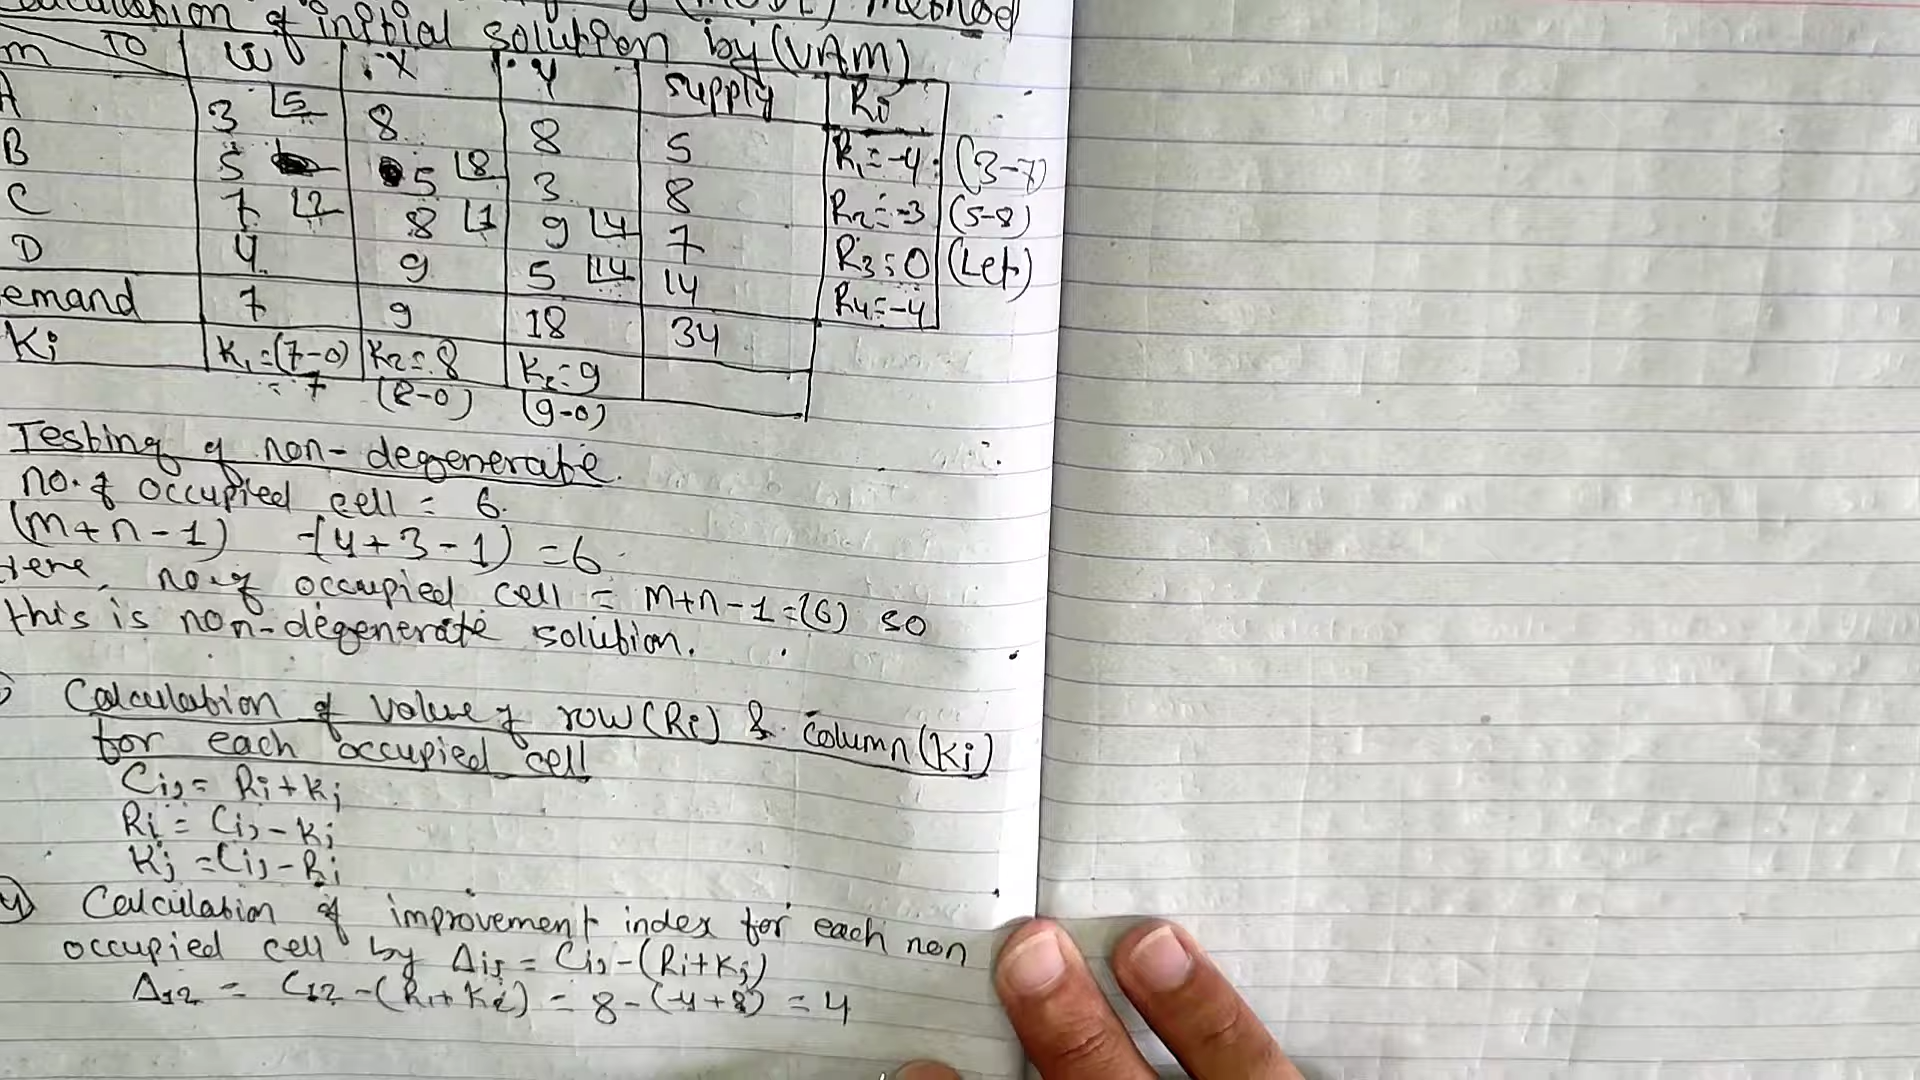 Calculation of initial solution by (VAM)
m TO W X Y supply Ri
A 3 5 8 8 5 R1=-4 (3-7)
B 5 5 8 3 8 R2=-3 (5-8)
C 7 2 8 1 9 4 7 R3=0 (Let)
D 4 9 5 14 14 R4=-4
emand 7 9 18 34
Kj K1=(7-0) K2=8 K3=9
=7 (8-0) (9-0)
Testing of non-degenerate.
no. of occupied cell = 6.
(m+n-1) =(4+3-1) =6
Here, no. of occupied cell = m+n-1=(6) so
this is non-degenerate solution.
Calculation of value of row(Ri) & column(Kj)
for each occupied cell
Cij = Ri+Kj
Ri = Cij-Kj
Kj = Cij-Ri
4) Calculation of improvement index for each non
occupied cell by Δij = Cij-(Ri+Kj)
Δ12 = C12-(R1+K2) = 8-(-4+8) = 4